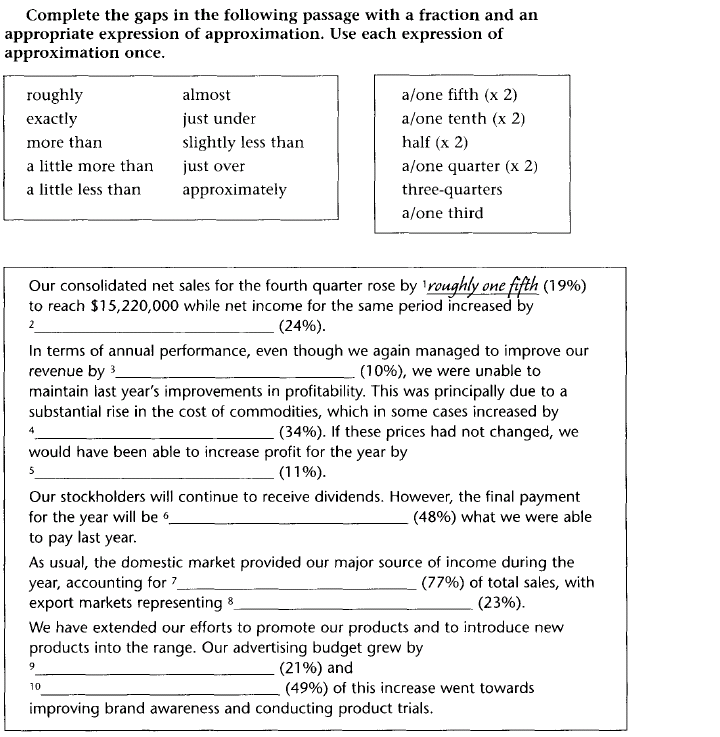 Complete the gaps in the following passage with a fraction and an
appropriate expression of approximation. Use each expression of
approximation once.
roughly almost
exactly just under
more than slightly less than
a little more than just over
a little less than approximately
a/one fifth (x 2)
a/one tenth (x 2)
half (x 2)
a/one quarter (x 2)
three-quarters
a/one third
Our consolidated net sales for the fourth quarter rose by 1 roughly one fifth (19%)
to reach $15,220,000 while net income for the same period increased by
2____________________ (24%).
In terms of annual performance, even though we again managed to improve our
revenue by 3____________________ (10%), we were unable to
maintain last year's improvements in profitability. This was principally due to a
substantial rise in the cost of commodities, which in some cases increased by
4____________________ (34%). If these prices had not changed, we
would have been able to increase profit for the year by
5____________________ (11%).
Our stockholders will continue to receive dividends. However, the final payment
for the year will be 6____________________ (48%) what we were able
to pay last year.
As usual, the domestic market provided our major source of income during the
year, accounting for 7____________________ (77%) of total sales, with
export markets representing 8____________________ (23%).
We have extended our efforts to promote our products and to introduce new
products into the range. Our advertising budget grew by
9____________________ (21%) and
10____________________ (49%) of this increase went towards
improving brand awareness and conducting product trials.